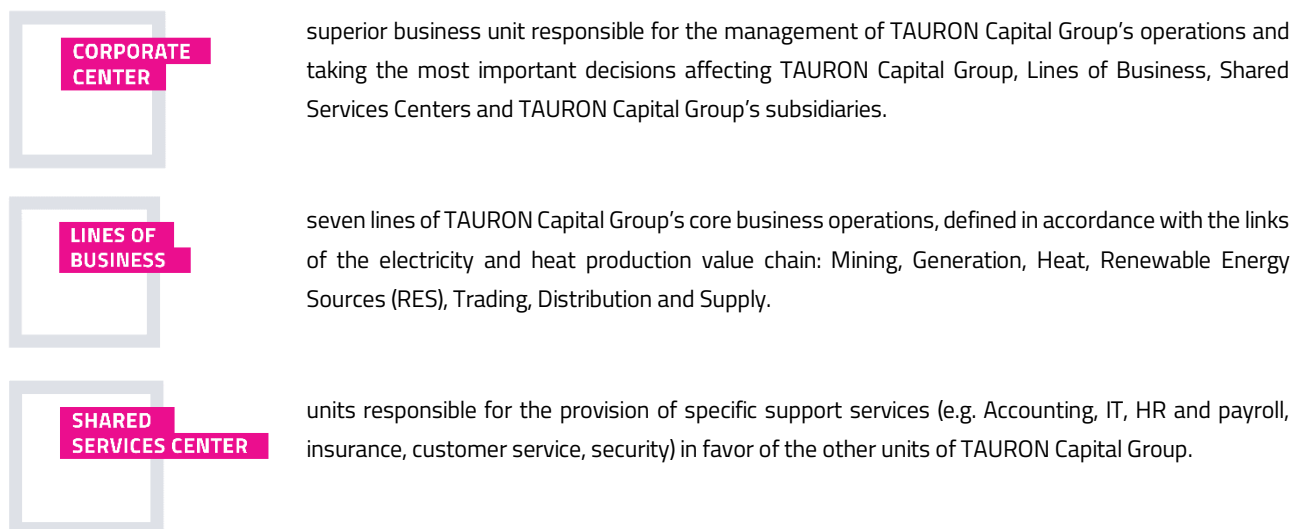 CORPORATE
CENTER
superior business unit responsible for the management of TAURON Capital Group’s operations and
taking the most important decisions affecting TAURON Capital Group, Lines of Business, Shared
Services Centers and TAURON Capital Group’s subsidiaries.
LINES OF
BUSINESS
seven lines of TAURON Capital Group’s core business operations, defined in accordance with the links
of the electricity and heat production value chain: Mining, Generation, Heat, Renewable Energy
Sources (RES), Trading, Distribution and Supply.
SHARED
SERVICES CENTER
units responsible for the provision of specific support services (e.g. Accounting, IT, HR and payroll,
insurance, customer service, security) in favor of the other units of TAURON Capital Group.